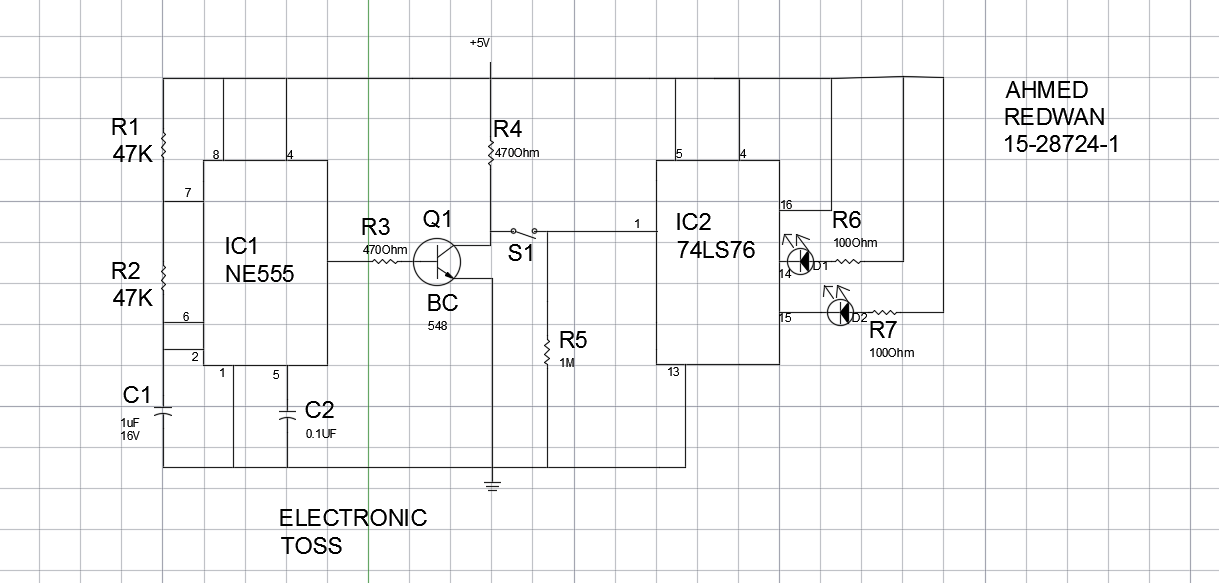 +5V
AHMED
REDWAN
15-28724-1
R1
47K
8
4
R4
470Ohm
5
4
7
16
R3
470Ohm
Q1
S1
1
IC2
74LS76
R6
100Ohm
IC1
NE555
R2
47K
14
D1
BC
548
6
2
15
D2
R7
100Ohm
R5
1M
1
5
13
C1
1uF
16V
C2
0.1UF
ELECTRONIC
TOSS